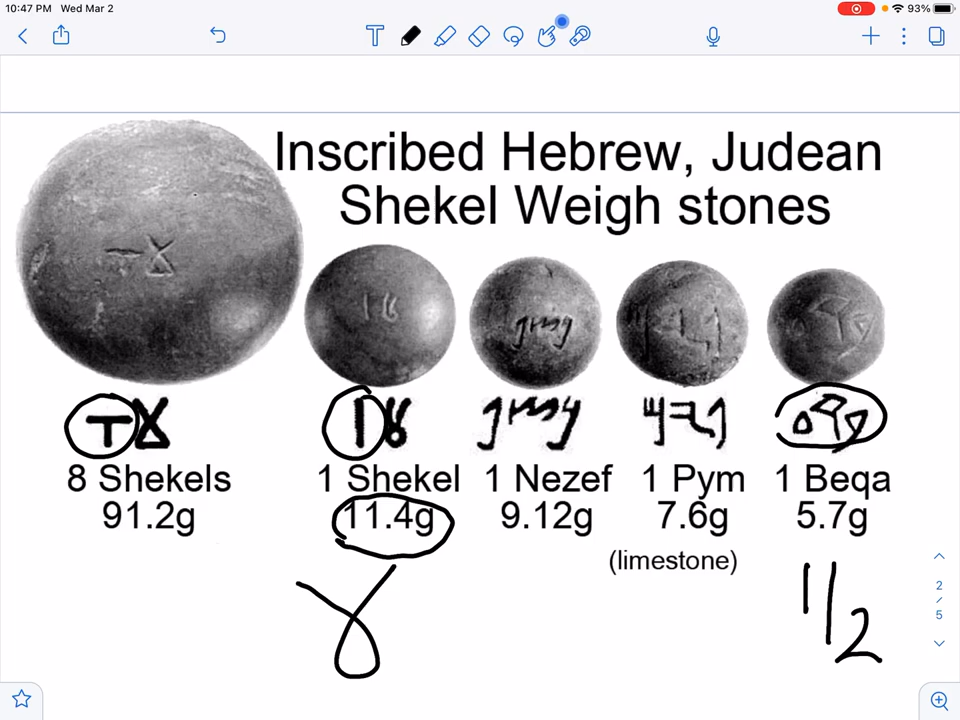 10:47 PM Wed Mar 2
93%
Inscribed Hebrew, Judean
Shekel Weigh stones
8 Shekels 1 Shekel 1 Nezef 1 Pym 1 Beqa
91.2g 11.4g 9.12g 7.6g 5.7g
(limestone)
1/2
2
/
5